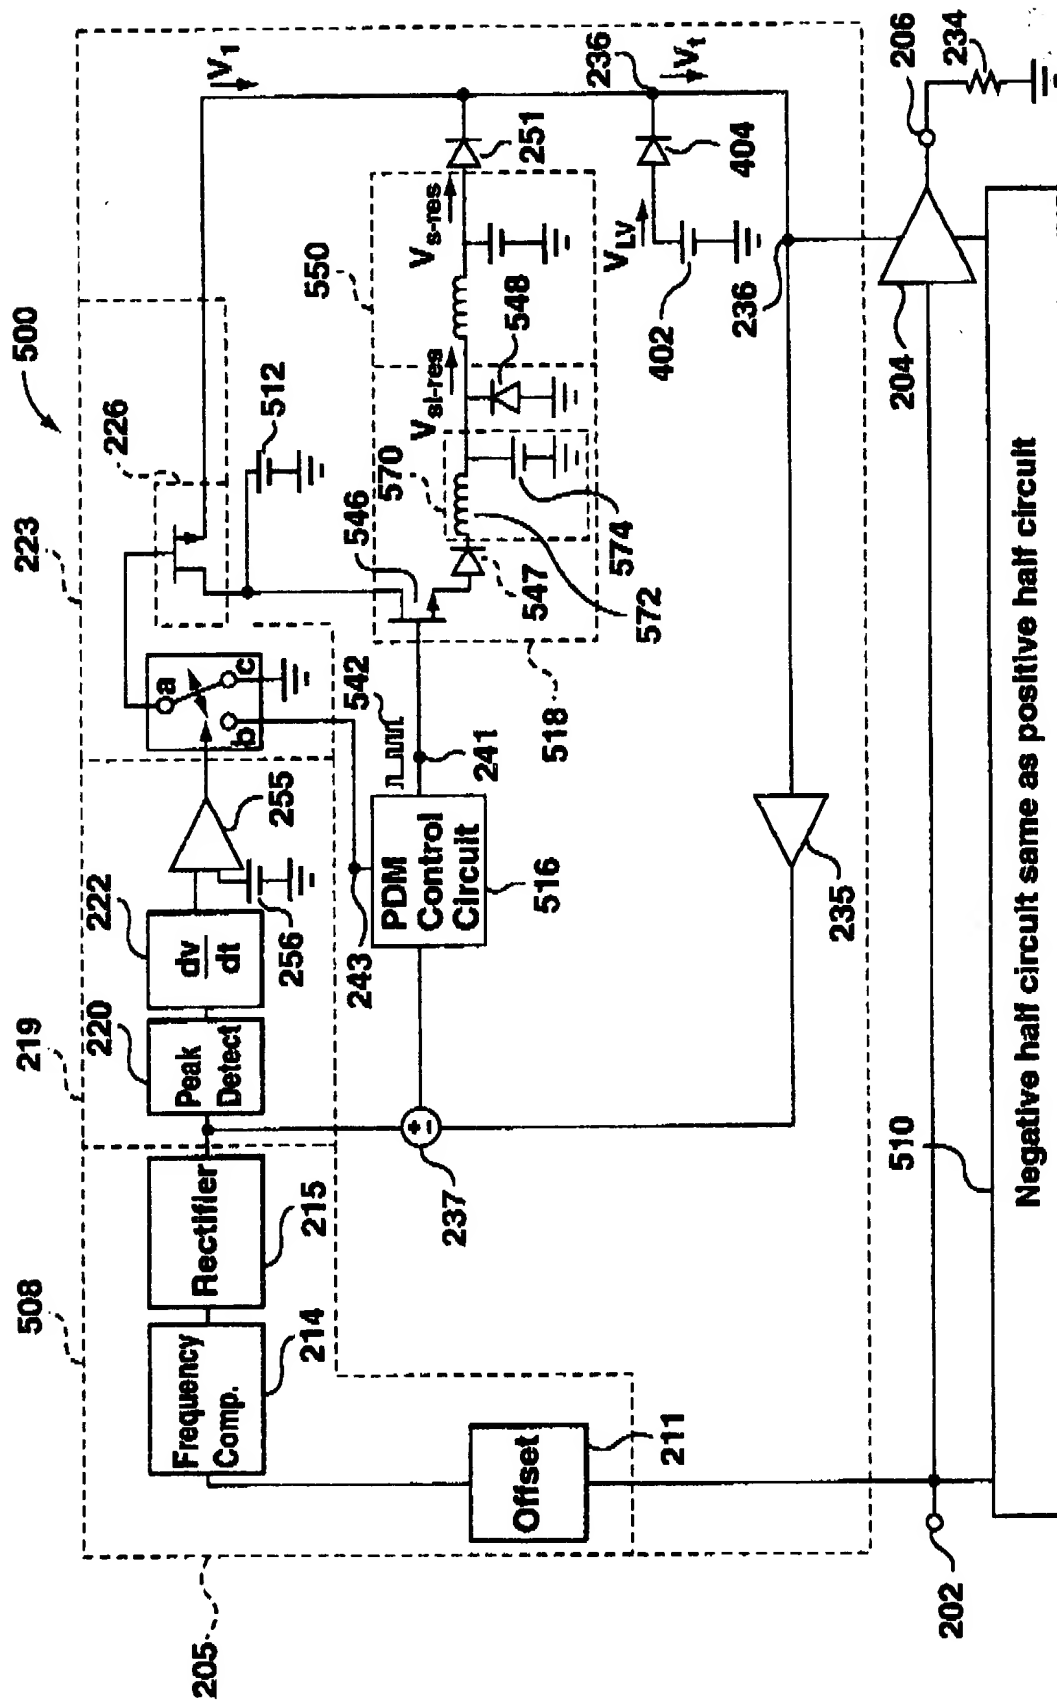 500
223
226
219
222
220
508
Frequency
Comp.
214
Rectifier
215
Peak
Detect
dv
dt
255
256
a
b
c
512
V1
205
Offset
211
237
243
PDM
Control
Circuit
516
241
542
518
546
547
570
572
574
Vsl-res
548
550
Vs-res
251
236
Vt
VLV
402
404
236
235
202
204
206
234
510
Negative half circuit same as positive half circuit